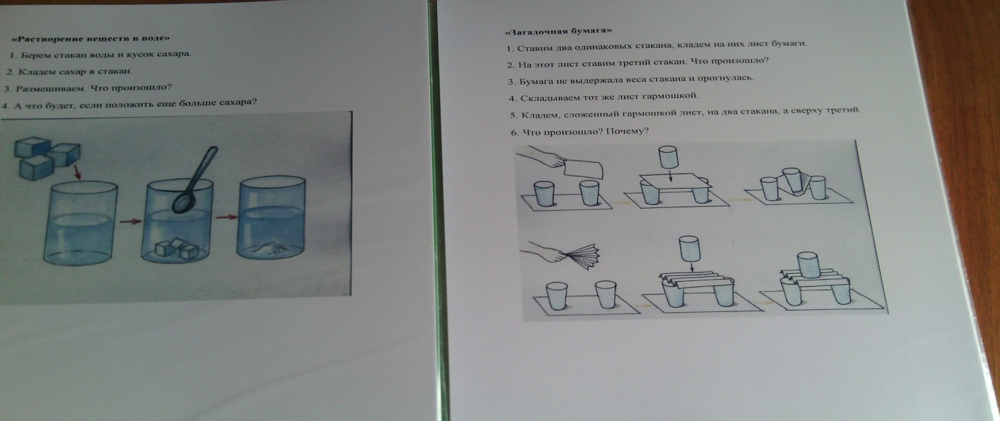 «Растворение веществ в воде»
1. Берем стакан воды и кусок сахара.
2. Кладем сахар в стакан.
3. Размешиваем. Что произошло?
4. А что будет, если положить еще больше сахара?
«Загадочная бумага»
1. Ставим два одинаковых стакана, кладем на них лист бумаги.
2. На этот лист ставим третий стакан. Что произошло?
3. Бумага не выдержала веса стакана и прогнулась.
4. Складываем тот же лист гармошкой.
5. Кладем, сложенный гармошкой лист, на два стакана, а сверху третий.
6. Что произошло? Почему?